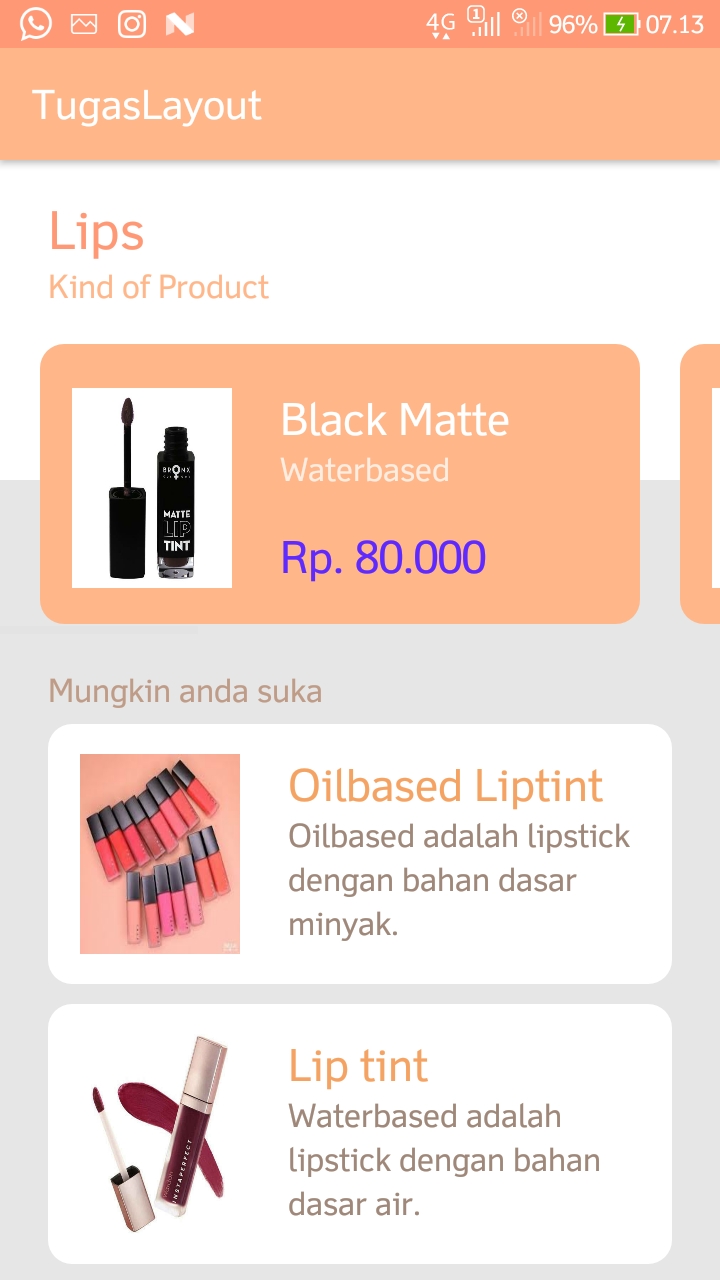 4G 1 96% 07.13
TugasLayout
Lips
Kind of Product
BRONX
MATTE
LIP
TINT
Black Matte
Waterbased
Rp. 80.000
Mungkin anda suka
Oilbased Liptint
Oilbased adalah lipstick
dengan bahan dasar
minyak.
Lip tint
Waterbased adalah
lipstick dengan bahan
dasar air.